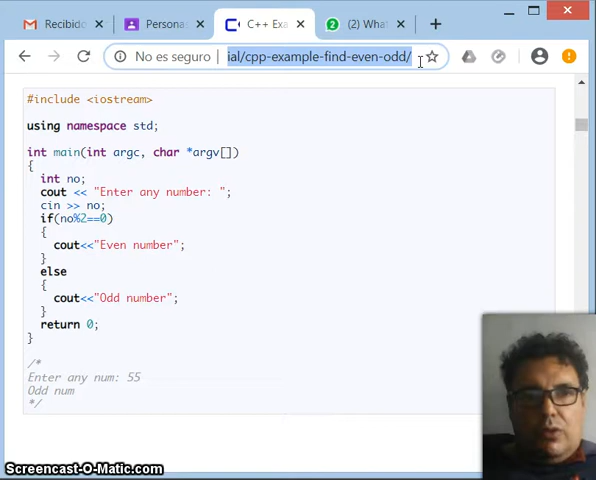 Recibido
Persona
C++ Exa
(2) What
No es seguro
ial/cpp-example-find-even-odd/
#include <iostream>
using namespace std;
int main(int argc, char *argv[])
{
int no;
cout << "Enter any number: ";
cin >> no;
if(no%2==0)
{
cout<<"Even number";
}
else
{
cout<<"Odd number";
}
return 0;
}
/*
Enter any num: 55
Odd num
*/
Screencast-O-Matic.com